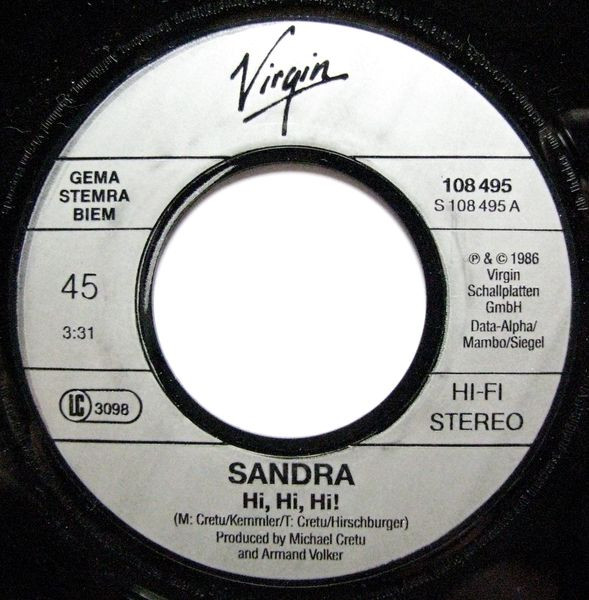 Virgin
GEMA
STEMRA
BIEM
108 495
S 108 495 A
45
3:31
℗ & © 1986
Virgin
Schallplatten
GmbH
Data-Alpha/
Mambo/Siegel
LC 3098
HI-FI
STEREO
SANDRA
Hi, Hi, Hi!
(M: Cretu/Kemmler/T: Cretu/Hirschburger)
Produced by Michael Cretu
and Armand Volker